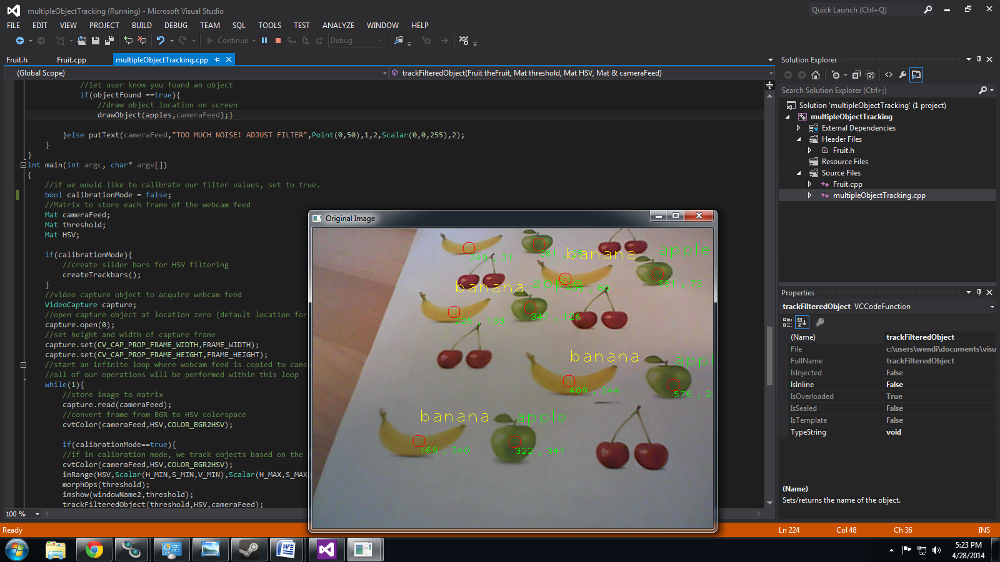 multipleObjectTracking (Running) - Microsoft Visual Studio
Quick Launch (Ctrl+Q)
FILE EDIT VIEW PROJECT BUILD DEBUG TEAM SQL TOOLS TEST ANALYZE WINDOW HELP
Continue Debug
Fruit.h Fruit.cpp multipleObjectTracking.cpp
(Global Scope) trackFilteredObject(Fruit theFruit, Mat threshold, Mat HSV, Mat & cameraFeed)
//let user know you found an object
if(objectFound ==true){
//draw object location on screen
drawObject(apples,cameraFeed);}
}else putText(cameraFeed,"TOO MUCH NOISE! ADJUST FILTER",Point(0,50),1,2,Scalar(0,0,255),2);
}
}
int main(int argc, char* argv[])
{
//if we would like to calibrate our filter values, set to true.
bool calibrationMode = false;
//Matrix to store each frame of the webcam feed
Mat cameraFeed;
Mat threshold;
Mat HSV;
if(calibrationMode){
//create slider bars for HSV filtering
createTrackbars();
}
//video capture object to acquire webcam feed
VideoCapture capture;
//open capture object at location zero (default location for
capture.open(0);
//set height and width of capture frame
capture.set(CV_CAP_PROP_FRAME_WIDTH,FRAME_WIDTH);
capture.set(CV_CAP_PROP_FRAME_HEIGHT,FRAME_HEIGHT);
//start an infinite loop where webcam feed is copied to came
//all of our operations will be performed within this loop
while(1){
//store image to matrix
capture.read(cameraFeed);
//convert frame from BGR to HSV colorspace
cvtColor(cameraFeed,HSV,COLOR_BGR2HSV);
if(calibrationMode==true){
//if in calibration mode, we track objects based on the
cvtColor(cameraFeed,HSV,COLOR_BGR2HSV);
inRange(HSV,Scalar(H_MIN,S_MIN,V_MIN),Scalar(H_MAX,S_MAX
morphOps(threshold);
imshow(windowName2,threshold);
trackFilteredObject(threshold,HSV,cameraFeed);
100 %
Original Image
249 , 31
banana
apple
banana
apple
347 , 126
banana
app
409 , 244
576 ,
banana
apple
169 , 340
322 , 341
Solution Explorer
Search Solution Explorer (Ctrl+;)
Solution 'multipleObjectTracking' (1 project)
multipleObjectTracking
External Dependencies
Header Files
Fruit.h
Resource Files
Source Files
Fruit.cpp
multipleObjectTracking.cpp
Properties
trackFilteredObject VCCodeFunction
(Name) trackFilteredObject
File c:\users\wendi\documents\visu
FullName trackFilteredObject
IsInjected False
IsInline False
IsOverloaded True
IsSealed False
IsTemplate False
TypeString void
(Name)
Sets/returns the name of the object.
Ready Ln 224 Col 48 Ch 36 INS
5:23 PM
4/28/2014